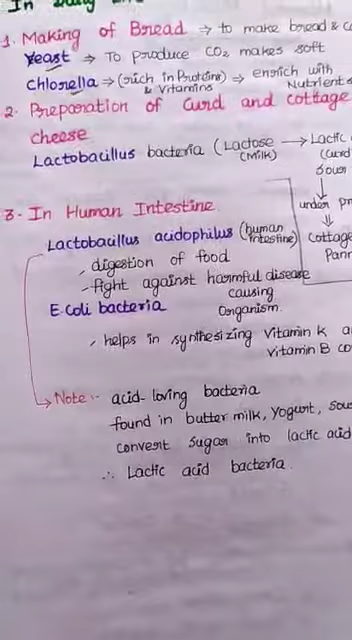 In Daily
1. Making of Bread → to make bread &
Yeast → To produce CO₂ makes soft
Chlorella → (rich in Proteins & Vitamins) → enrich with Nutrient
2. Preparation of Curd and cottage
cheese
Lactobacillus bacteria (Lactose (Milk) → Lactic
(Curd
Sour
↓
under
⇓
3. In Human Intestine
Lactobacillus acidophilus (human intestine)
Cottage
Pann
, digestion of food
- fight against harmful disease
causing
E.Coli bacteria
Organism.
, helps in synthesizing Vitamin K
Vitamin B co
→ Note :- acid-loving bacteria
found in butter milk, Yogurt, Sou
convert sugar into lactic acid
∴ Lactic acid bacteria.